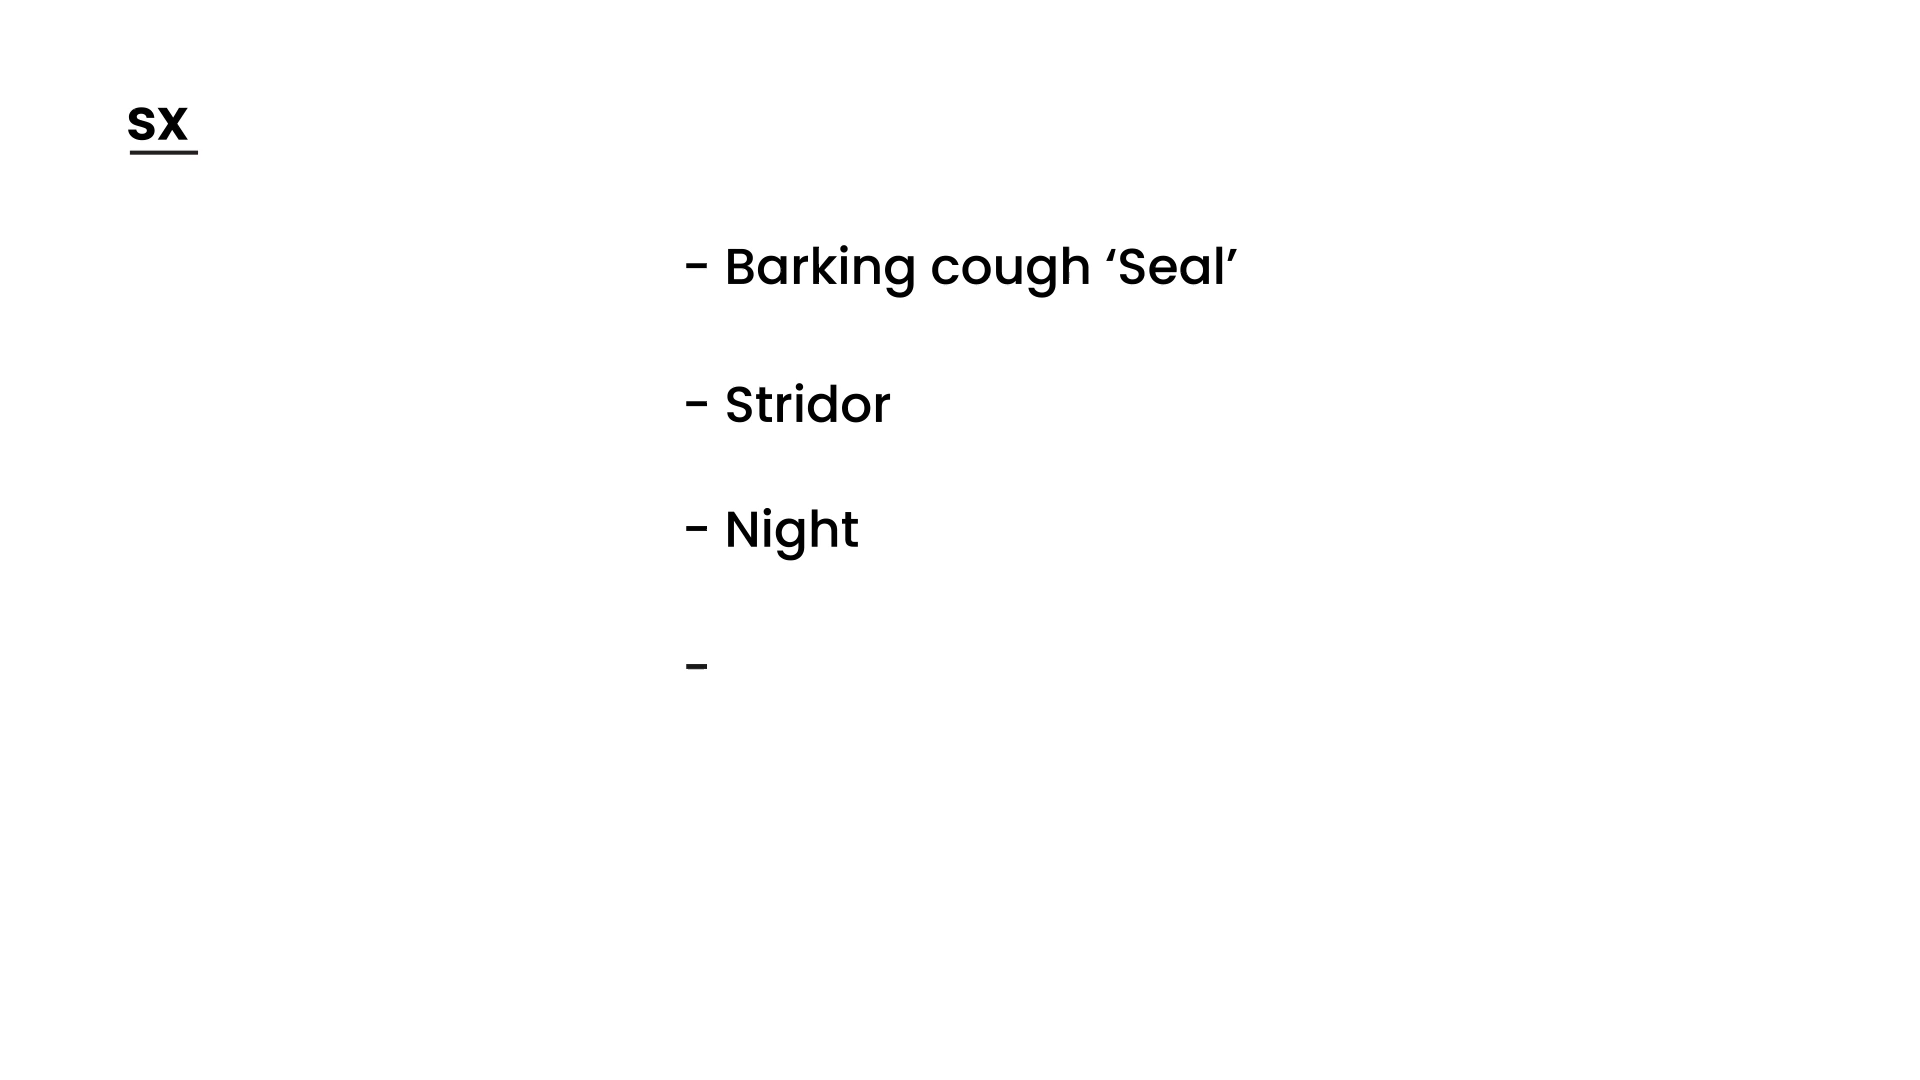 sx
- Barking cough ‘Seal’
- Stridor
- Night
-